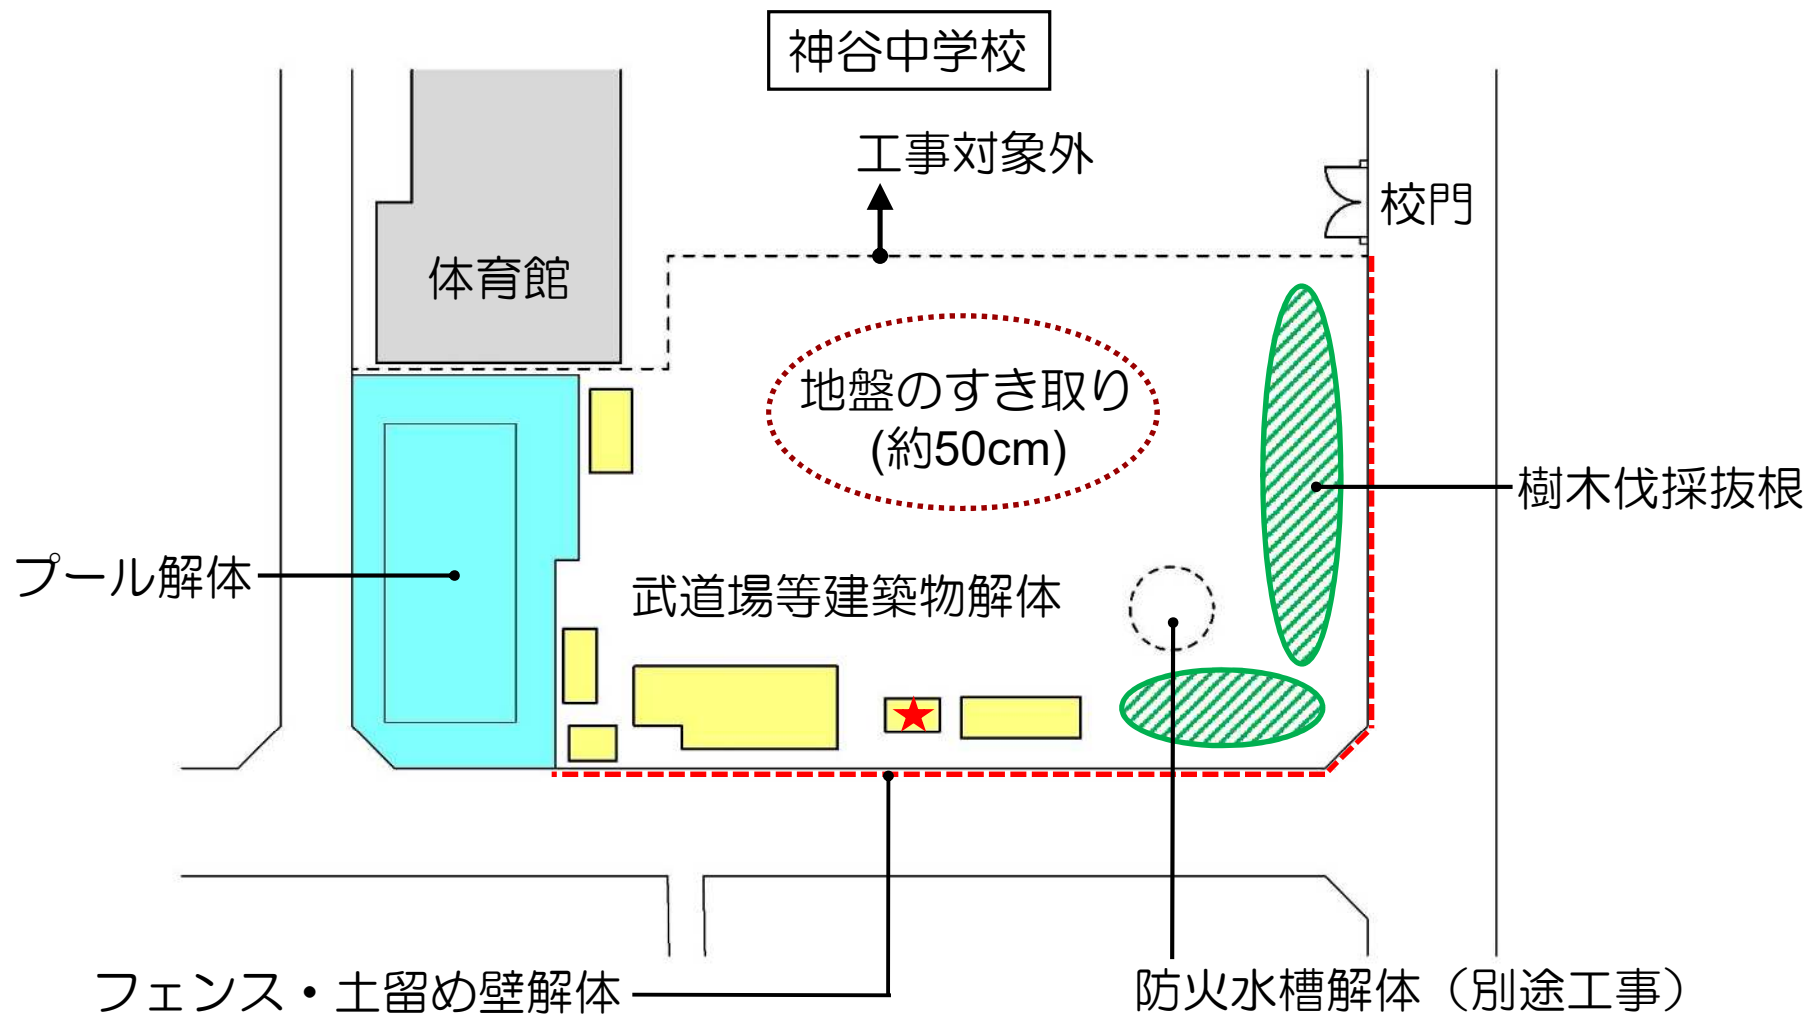 神谷中学校
工事対象外
校門
体育館
地盤のすき取り
(約50cm)
樹木伐採抜根
プール解体
武道場等建築物解体
フェンス・土留め壁解体
防火水槽解体（別途工事）